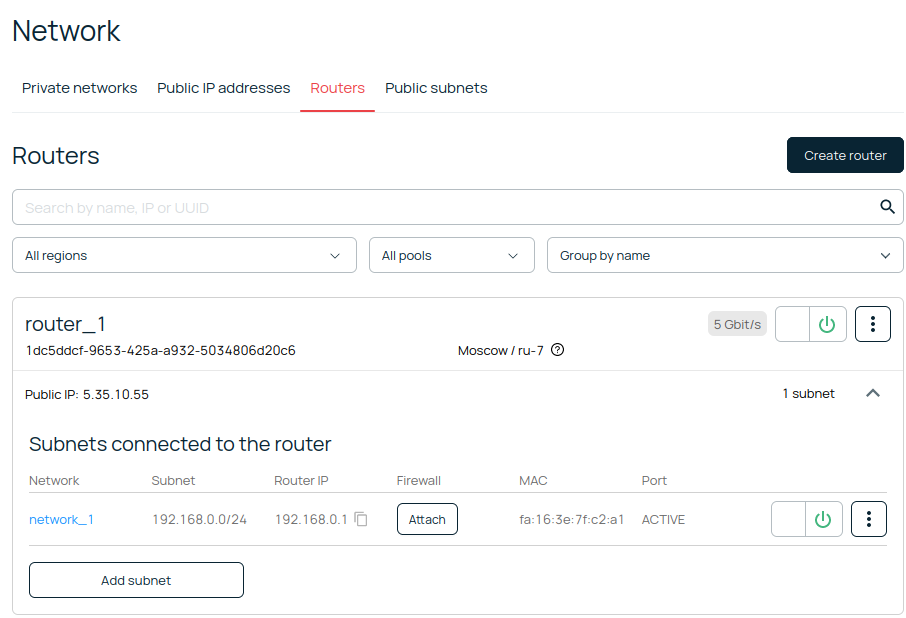 Network
Private networks Public IP addresses Routers Public subnets
Routers
Create router
Search by name, IP or UUID
All regions All pools Group by name
router_1
5 Gbit/s
1dc5ddcf-9653-425a-a932-5034806d20c6 Moscow / ru-7
Public IP: 5.35.10.55 1 subnet
Subnets connected to the router
Network Subnet Router IP Firewall MAC Port
network_1 192.168.0.0/24 192.168.0.1 Attach fa:16:3e:7f:c2:a1 ACTIVE
Add subnet